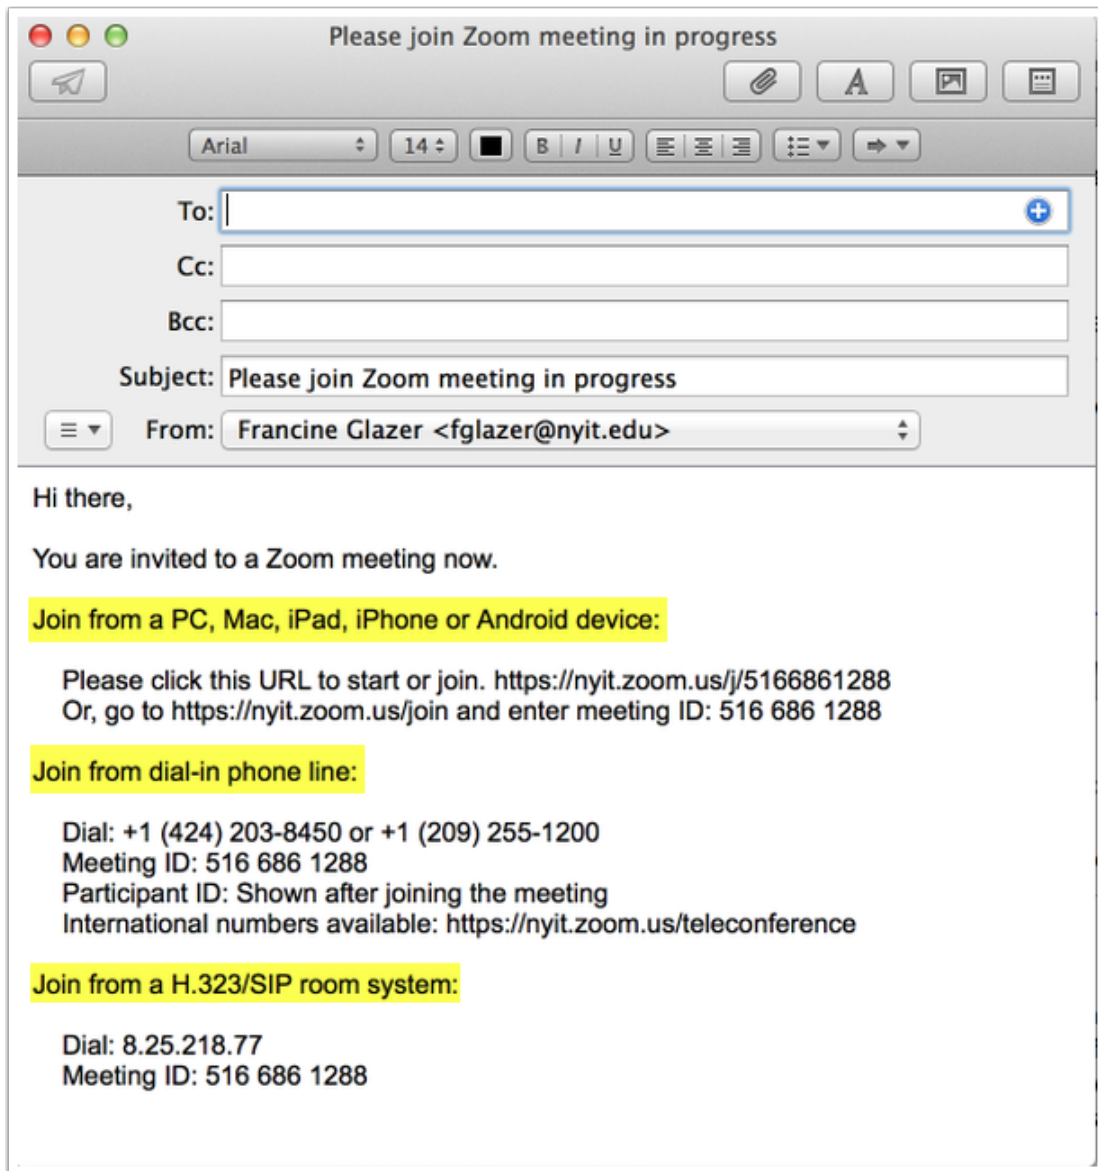 Please join Zoom meeting in progress
A
Arial 14 B I U
To:
Cc:
Bcc:
Subject: Please join Zoom meeting in progress
From: Francine Glazer <fglazer@nyit.edu>
Hi there,
You are invited to a Zoom meeting now.
Join from a PC, Mac, iPad, iPhone or Android device:
Please click this URL to start or join. https://nyit.zoom.us/j/5166861288
Or, go to https://nyit.zoom.us/join and enter meeting ID: 516 686 1288
Join from dial-in phone line:
Dial: +1 (424) 203-8450 or +1 (209) 255-1200
Meeting ID: 516 686 1288
Participant ID: Shown after joining the meeting
International numbers available: https://nyit.zoom.us/teleconference
Join from a H.323/SIP room system:
Dial: 8.25.218.77
Meeting ID: 516 686 1288